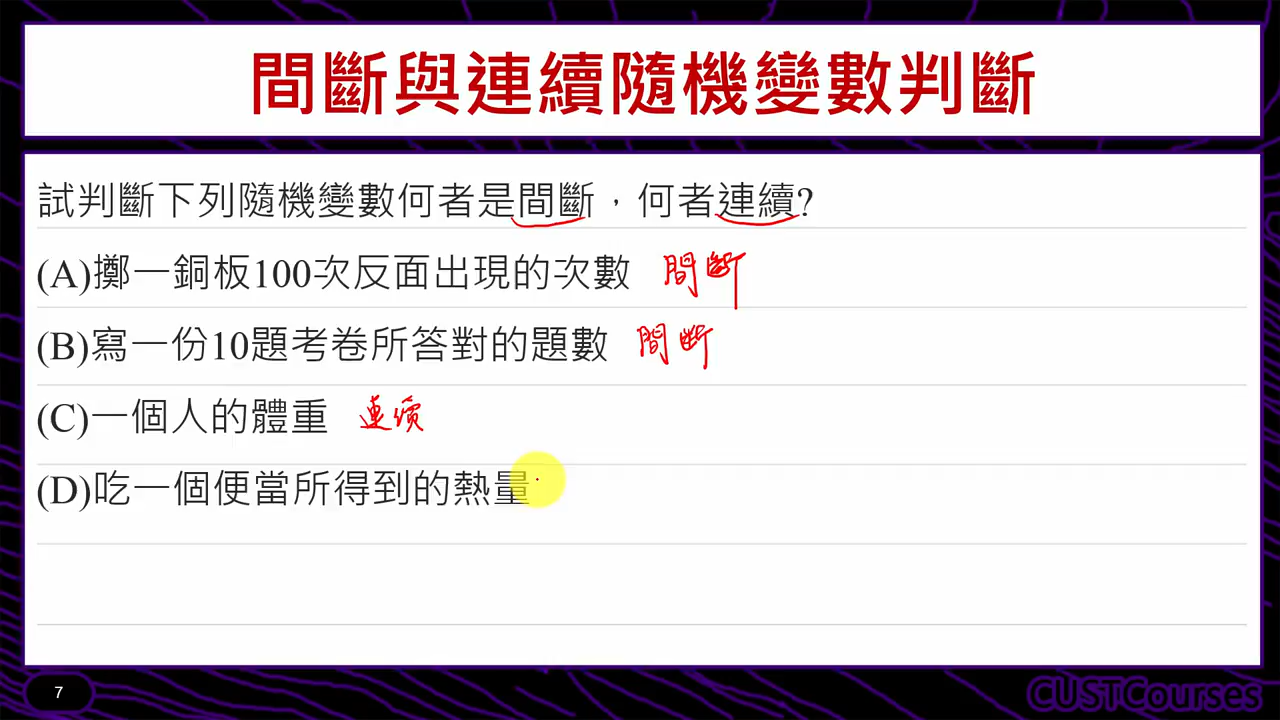 間斷與連續隨機變數判斷
試判斷下列隨機變數何者是間斷，何者連續?
(A)擲一銅板100次反面出現的次數 間斷
(B)寫一份10題考卷所答對的題數 間斷
(C)一個人的體重 連續
(D)吃一個便當所得到的熱量
7
CUSTCourses